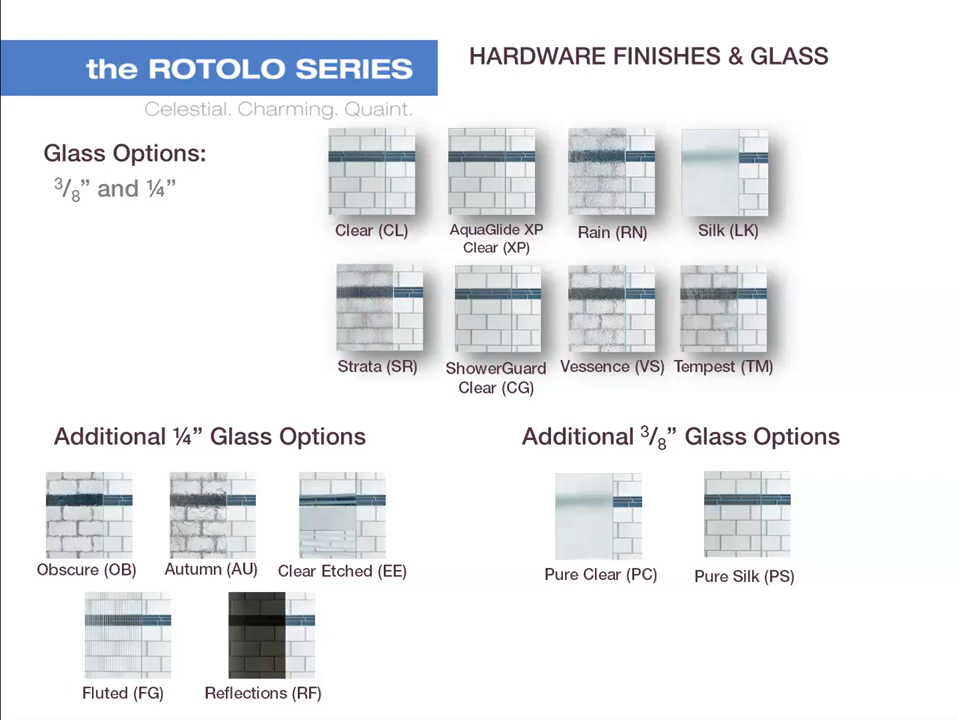 the ROTOLO SERIES
HARDWARE FINISHES & GLASS
Celestial. Charming. Quaint.
Glass Options:
3/8” and ¼”
Clear (CL)
AquaGlide XP
Clear (XP)
Rain (RN)
Silk (LK)
Strata (SR)
ShowerGuard
Clear (CG)
Vessence (VS)
Tempest (TM)
Additional ¼” Glass Options
Obscure (OB)
Autumn (AU)
Clear Etched (EE)
Fluted (FG)
Reflections (RF)
Additional 3/8” Glass Options
Pure Clear (PC)
Pure Silk (PS)